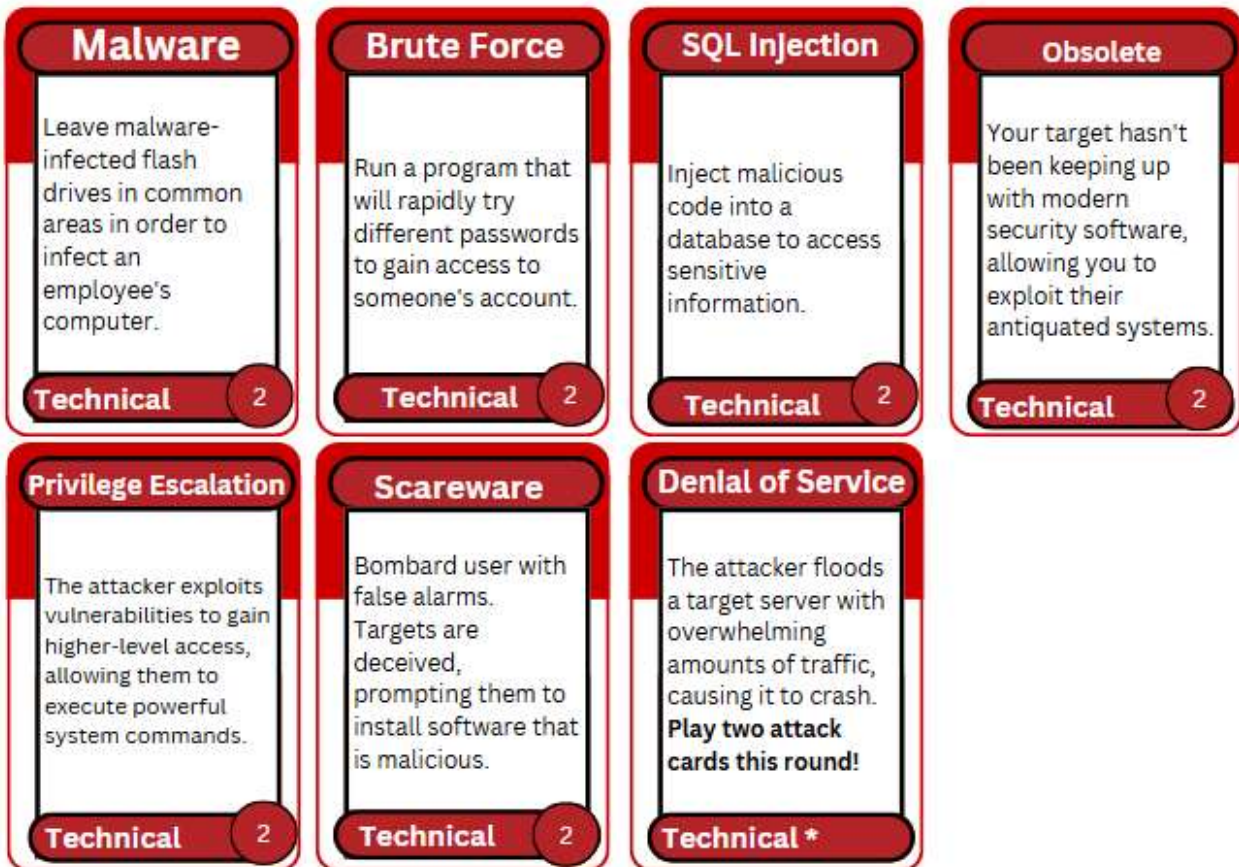 Malware
Leave malware-
infected flash
drives in common
areas in order to
infect an
employee's
computer.
Technical 2
Brute Force
Run a program that
will rapidly try
different passwords
to gain access to
someone's account.
Technical 2
SQL Injection
Inject malicious
code into a
database to access
sensitive
information.
Technical 2
Obsolete
Your target hasn't
been keeping up
with modern
security software,
allowing you to
exploit their
antiquated systems.
Technical 2
Privilege Escalation
The attacker exploits
vulnerabilities to gain
higher-level access,
allowing them to
execute powerful
system commands.
Technical 2
Scareware
Bombard user with
false alarms.
Targets are
deceived,
prompting them to
install software that
is malicious.
Technical 2
Denial of Service
The attacker floods
a target server with
overwhelming
amounts of traffic,
causing it to crash.
Play two attack
cards this round!
Technical *